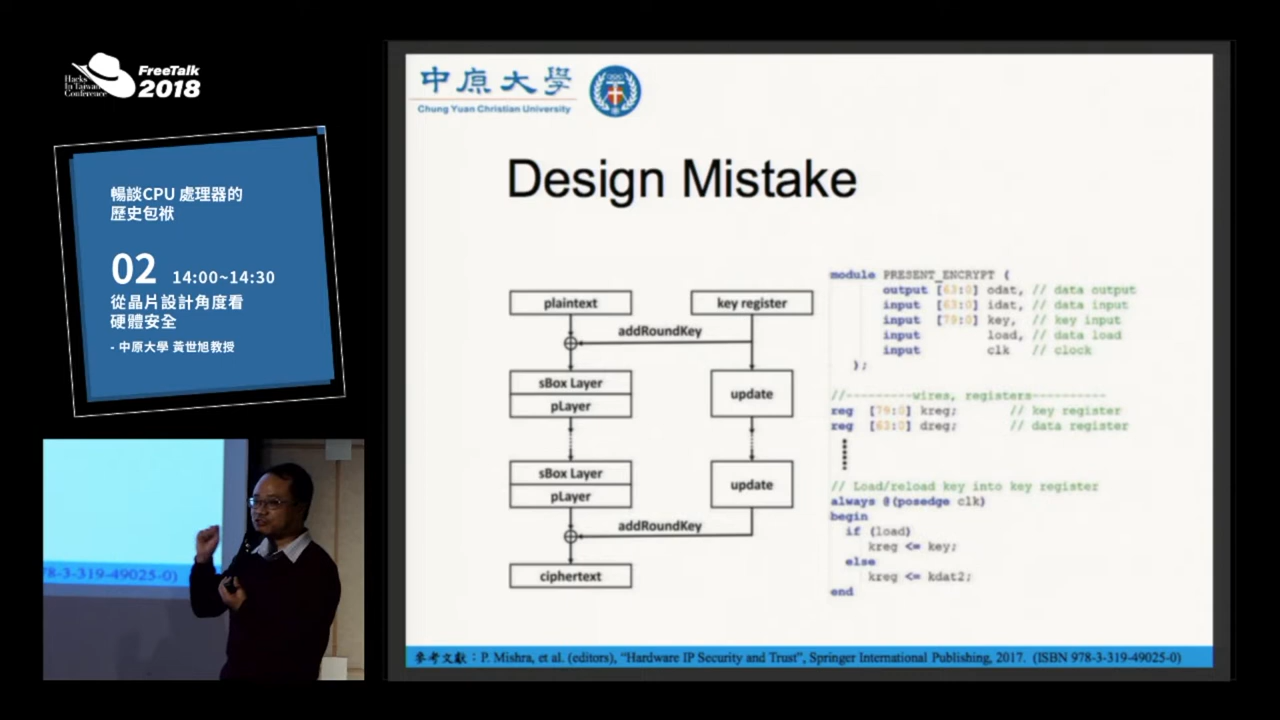 Hacks
In Taiwan
Conference
FreeTalk
2018
暢談CPU 處理器的
歷史包袱
02 14:00~14:30
從晶片設計角度看
硬體安全
- 中原大學 黃世旭教授
78-3-319-49025-0)
中原大學
Chung Yuan Christian University
Design Mistake
plaintext
key register
addRoundKey
sBox Layer
pLayer
update
sBox Layer
pLayer
update
addRoundKey
ciphertext
module PRESENT_ENCRYPT (
output [63:0] odat, // data output
input [63:0] idat, // data input
input [79:0] key, // key input
input load, // data load
input clk // clock
);
//---------wires, registers----------
reg [79:0] kreg; // key register
reg [63:0] dreg; // data register
// Load/reload key into key register
always @(posedge clk)
begin
if (load)
kreg <= key;
else
kreg <= kdat2;
end
參考文獻：P. Mishra, et al. (editors), “Hardware IP Security and Trust”, Springer International Publishing, 2017. (ISBN 978-3-319-49025-0)